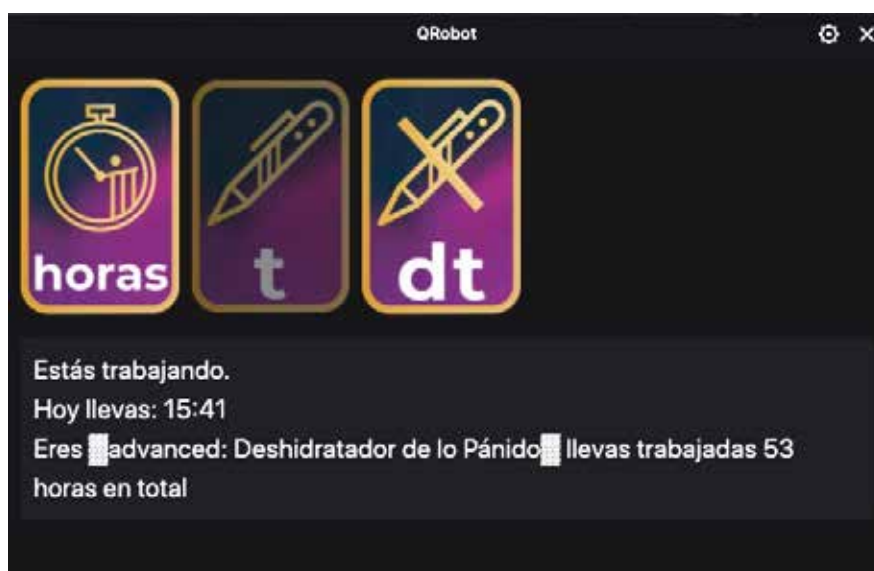 QRobot
horas
t
dt
Estás trabajando.
Hoy llevas: 15:41
Eres ▓advanced: Deshidratador de lo Pánido▓ llevas trabajadas 53
horas en total